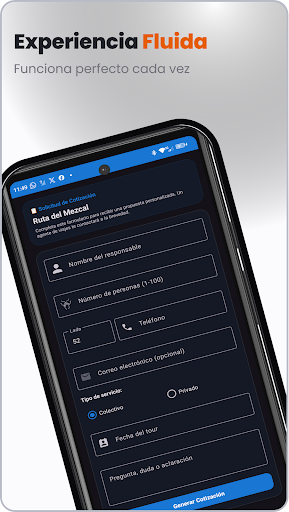 Experiencia Fluida
Funciona perfecto cada vez
11:49
Solicitud de Cotización
Ruta del Mezcal
Complete este formulario para recibir una propuesta personalizada. Un
agente de viajes te contactará a la brevedad.
Nombre del responsable
Número de personas (1-100)
Lada
52
Teléfono
Correo electrónico (opcional)
Tipo de servicio:
Colectivo
Privado
Fecha del tour
Pregunta, duda o aclaración
Generar Cotización